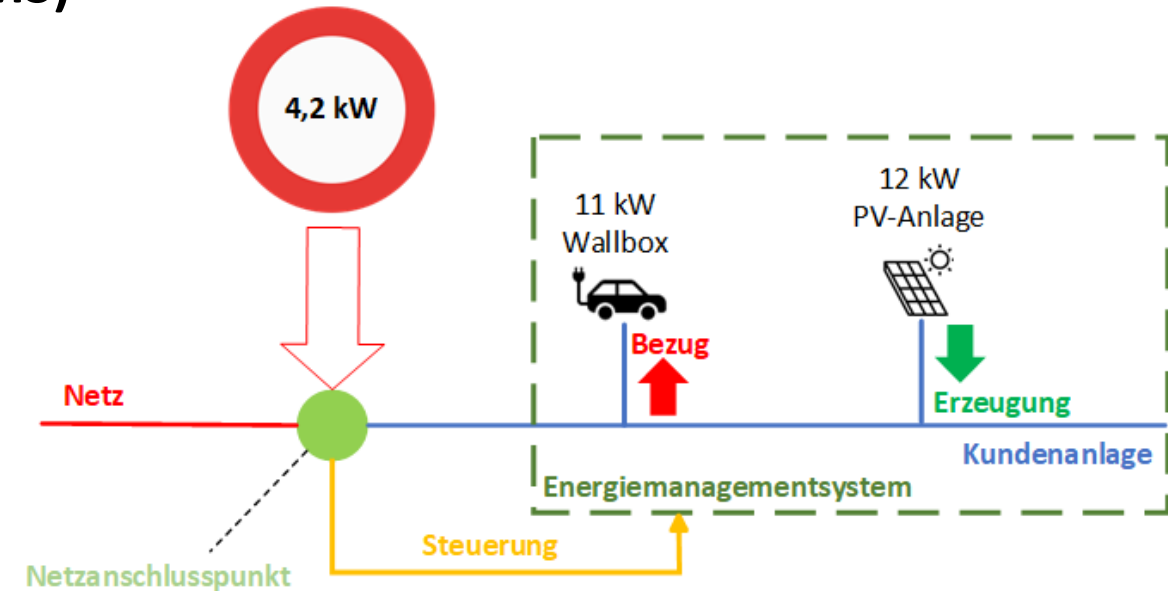 4,2 kW
11 kW
Wallbox
12 kW
PV-Anlage
Bezug
Netz
Erzeugung
Kundenanlage
Energiemanagementsystem
Steuerung
Netzanschlusspunkt